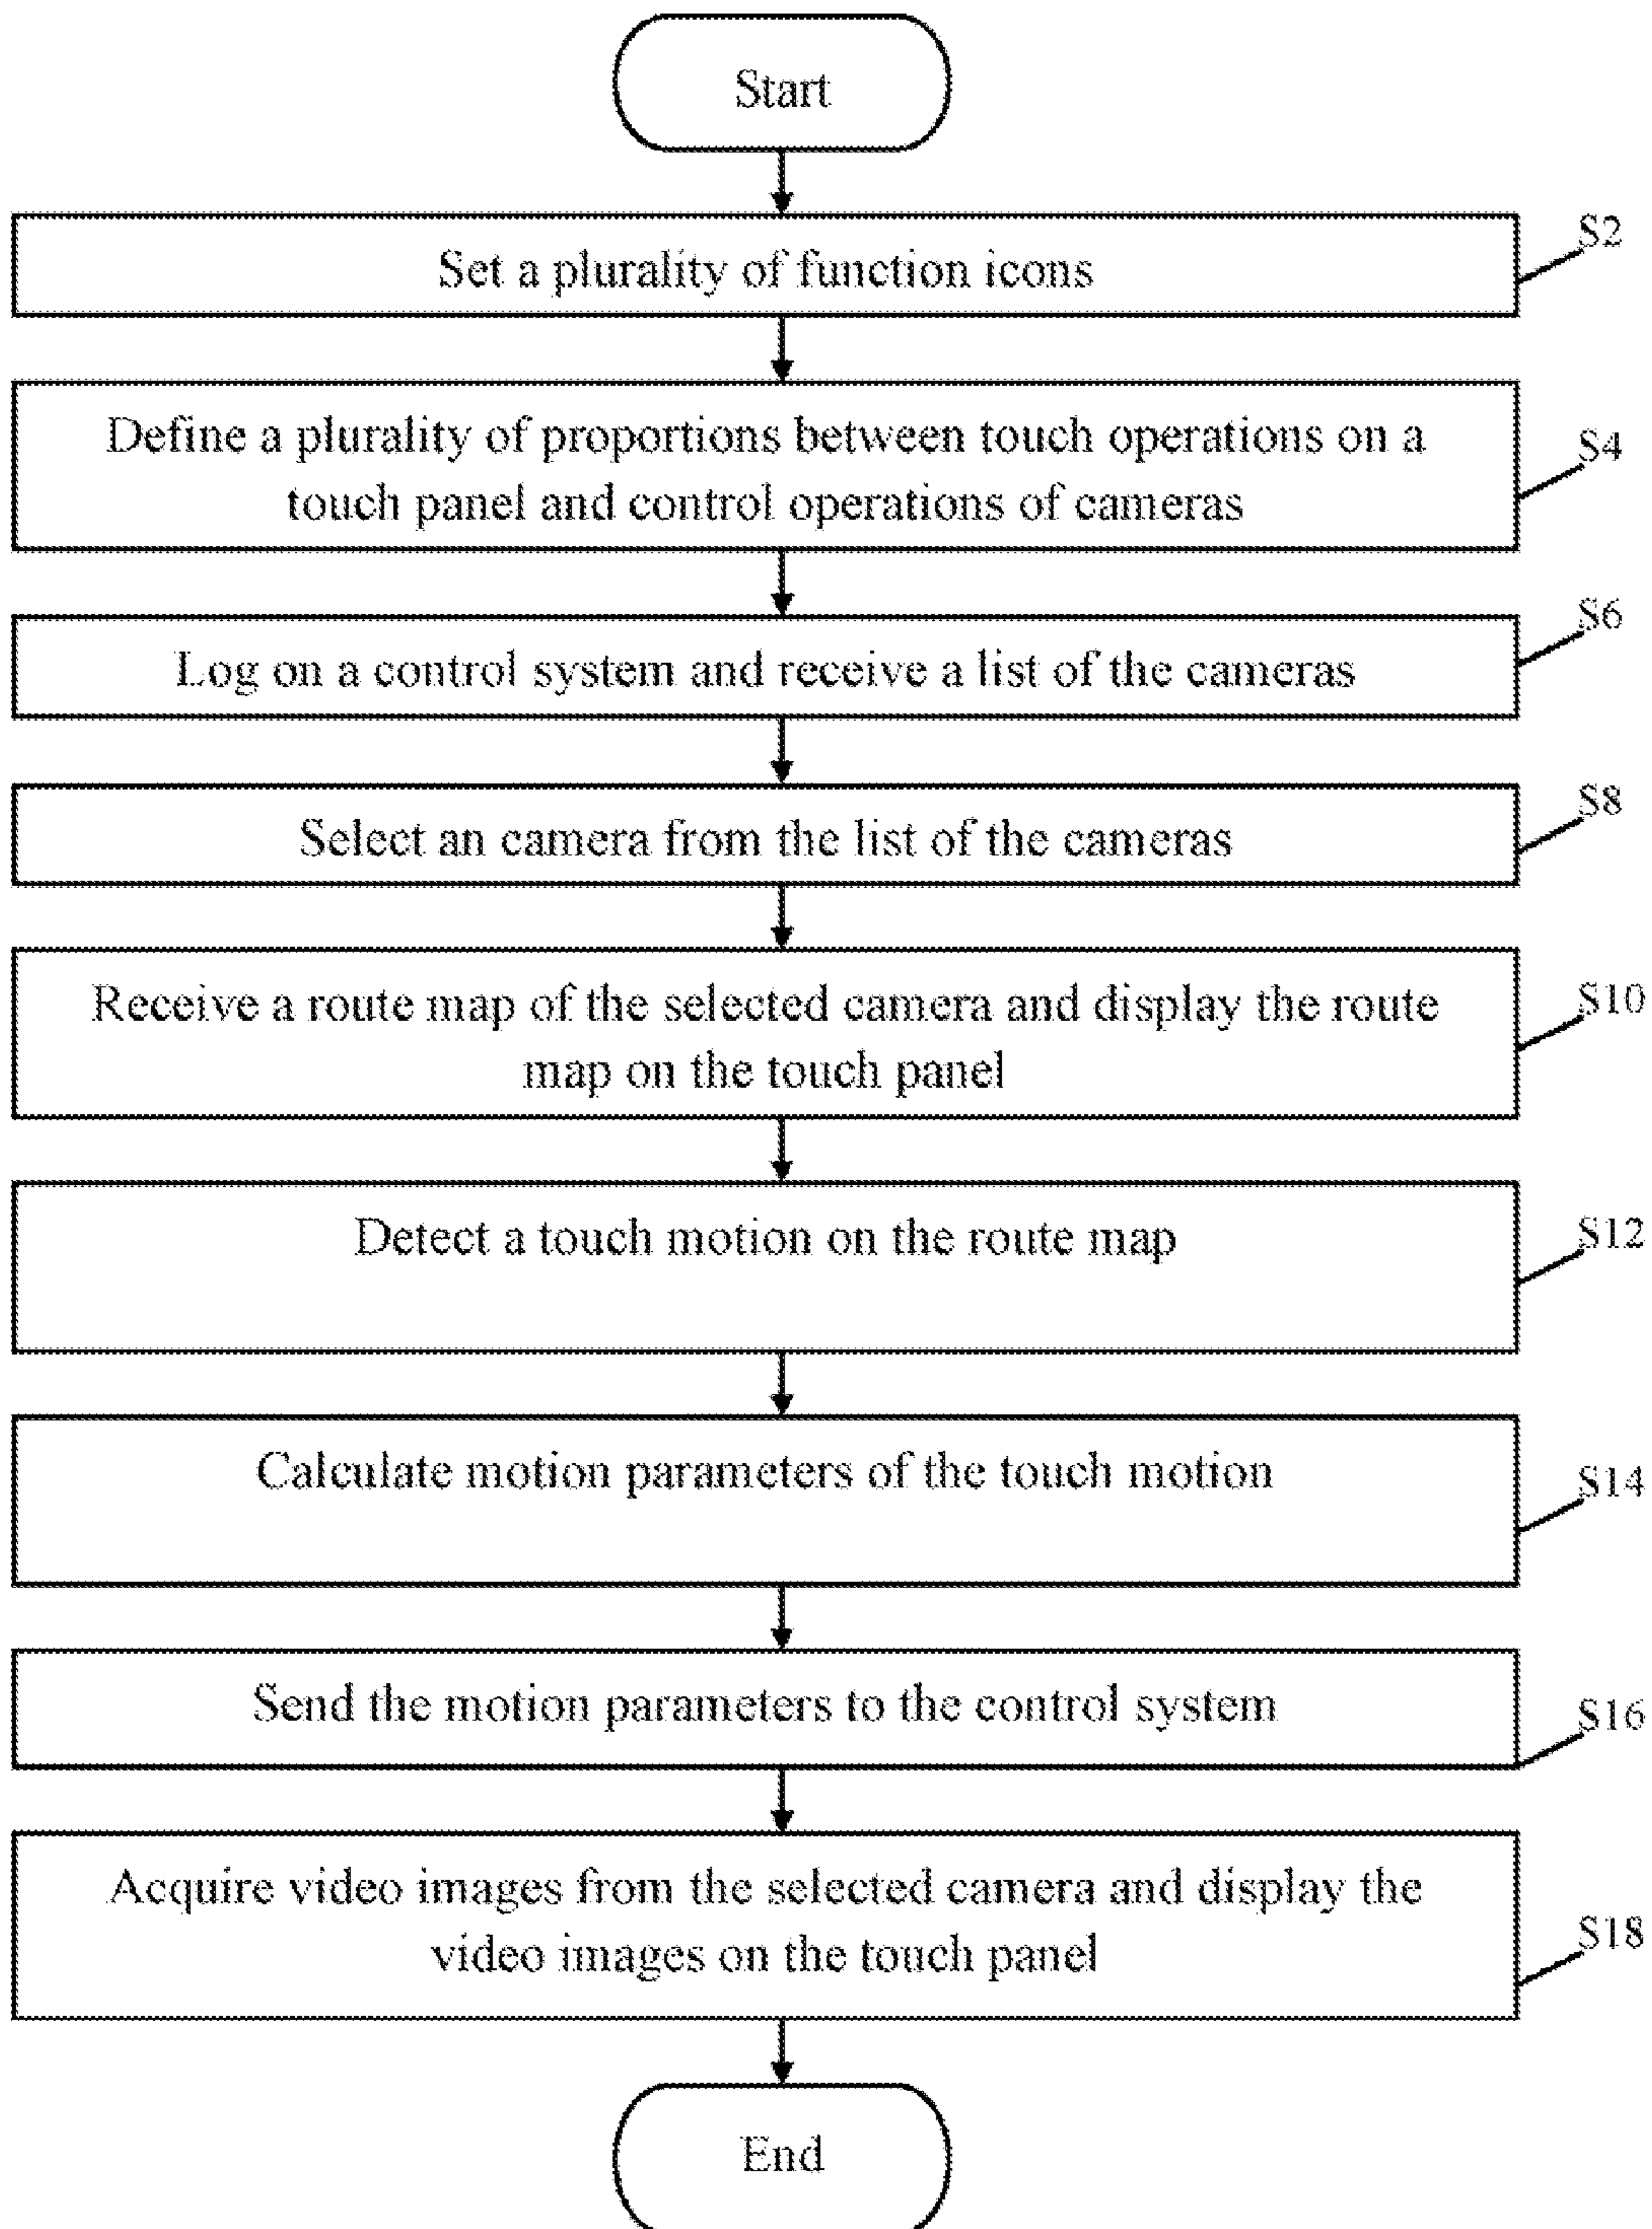 Start
S2
Set a plurality of function icons
Define a plurality of proportions between touch operations on a
touch panel and control operations of cameras
S4
S6
Log on a control system and receive a list of the cameras
S8
Select an camera from the list of the cameras
Receive a route map of the selected camera and display the route
map on the touch panel
S10
Detect a touch motion on the route map
S12
Calculate motion parameters of the touch motion
S14
Send the motion parameters to the control system
S16
Acquire video images from the selected camera and display the
video images on the touch panel
S18
End